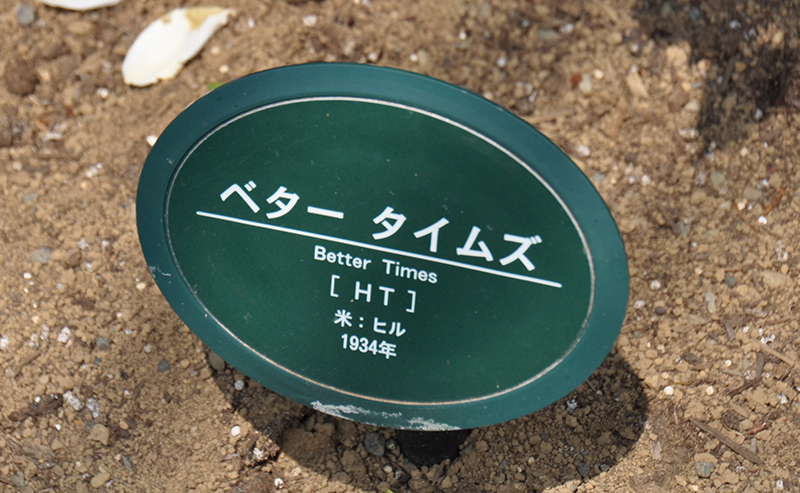 ベター タイムズ
Better Times
[ HT ]
米：ヒル
1934年